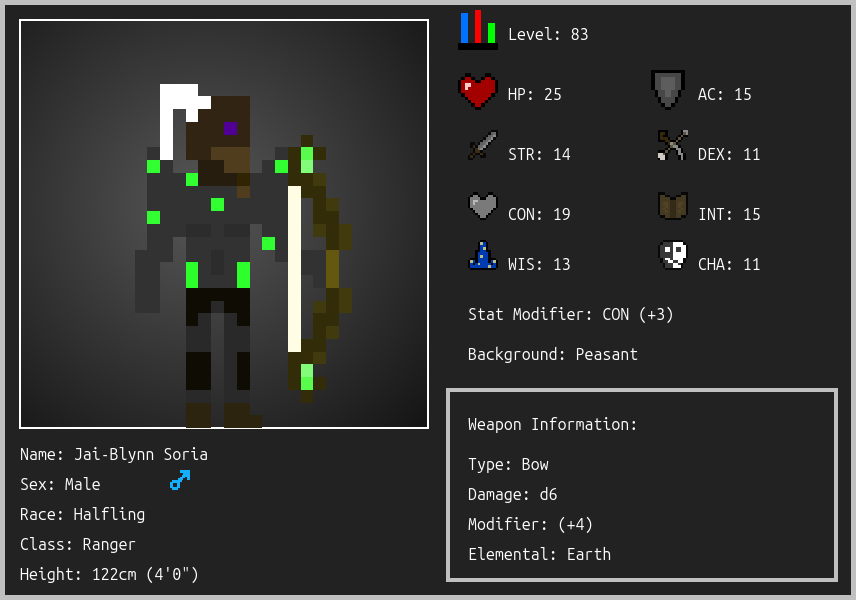 Level: 83
HP: 25
AC: 15
STR: 14
DEX: 11
CON: 19
INT: 15
WIS: 13
CHA: 11
Stat Modifier: CON (+3)
Background: Peasant
Weapon Information:
Type: Bow
Damage: d6
Modifier: (+4)
Elemental: Earth
Name: Jai-Blynn Soria
Sex: Male
Race: Halfling
Class: Ranger
Height: 122cm (4'0")